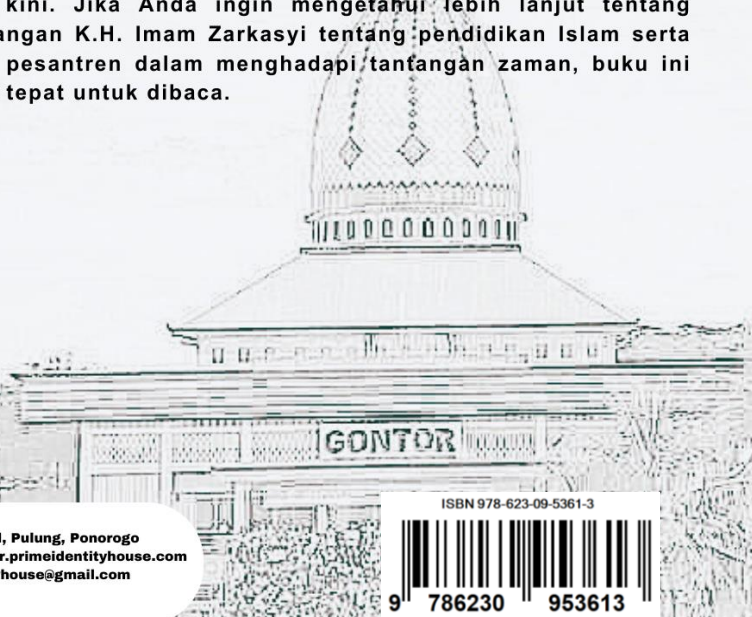 kini. Jika Anda ingin mengetahui lebih lanjut tentang
angan K.H. Imam Zarkasyi tentang pendidikan Islam serta
pesantren dalam menghadapi tantangan zaman, buku ini
tepat untuk dibaca.
GONTOR
, Pulung, Ponorogo
r.primeidentityhouse.com
house@gmail.com
ISBN 978-623-09-5361-3
9 786230 953613